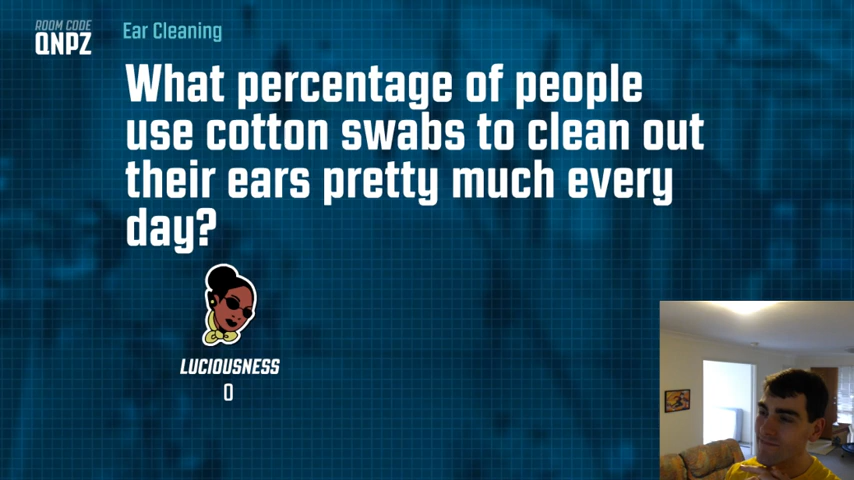 ROOM CODE
QNPZ
Ear Cleaning
What percentage of people
use cotton swabs to clean out
their ears pretty much every
day?
LUCIOUSNESS
0